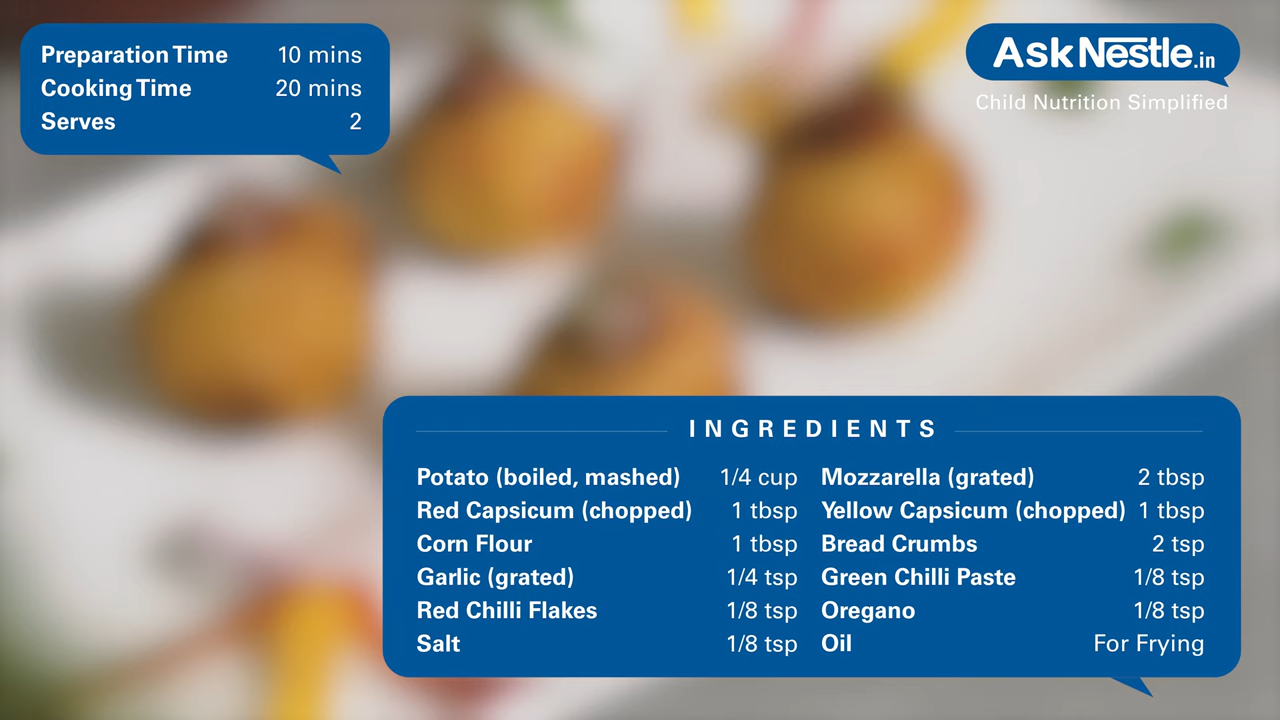 Preparation Time 10 mins
Cooking Time 20 mins
Serves 2
Ask Nestle.in
Child Nutrition Simplified
INGREDIENTS
Potato (boiled, mashed) 1/4 cup Mozzarella (grated) 2 tbsp
Red Capsicum (chopped) 1 tbsp Yellow Capsicum (chopped) 1 tbsp
Corn Flour 1 tbsp Bread Crumbs 2 tsp
Garlic (grated) 1/4 tsp Green Chilli Paste 1/8 tsp
Red Chilli Flakes 1/8 tsp Oregano 1/8 tsp
Salt 1/8 tsp Oil For Frying